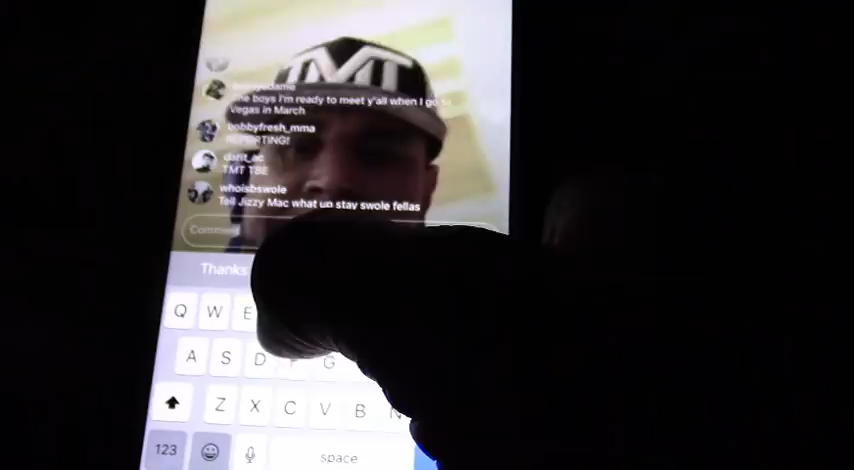 TMT
the boys I'm ready to meet y'all when I go to
Vegas in March
bobbyfresh_mma
REPORTING!
darit_ac
TMT TBE
whoisbswole
Tell Jizzy Mac what up stay swole fellas
Comment
Thanks
Q W E
A S D F G
Z X C V B N
123 space